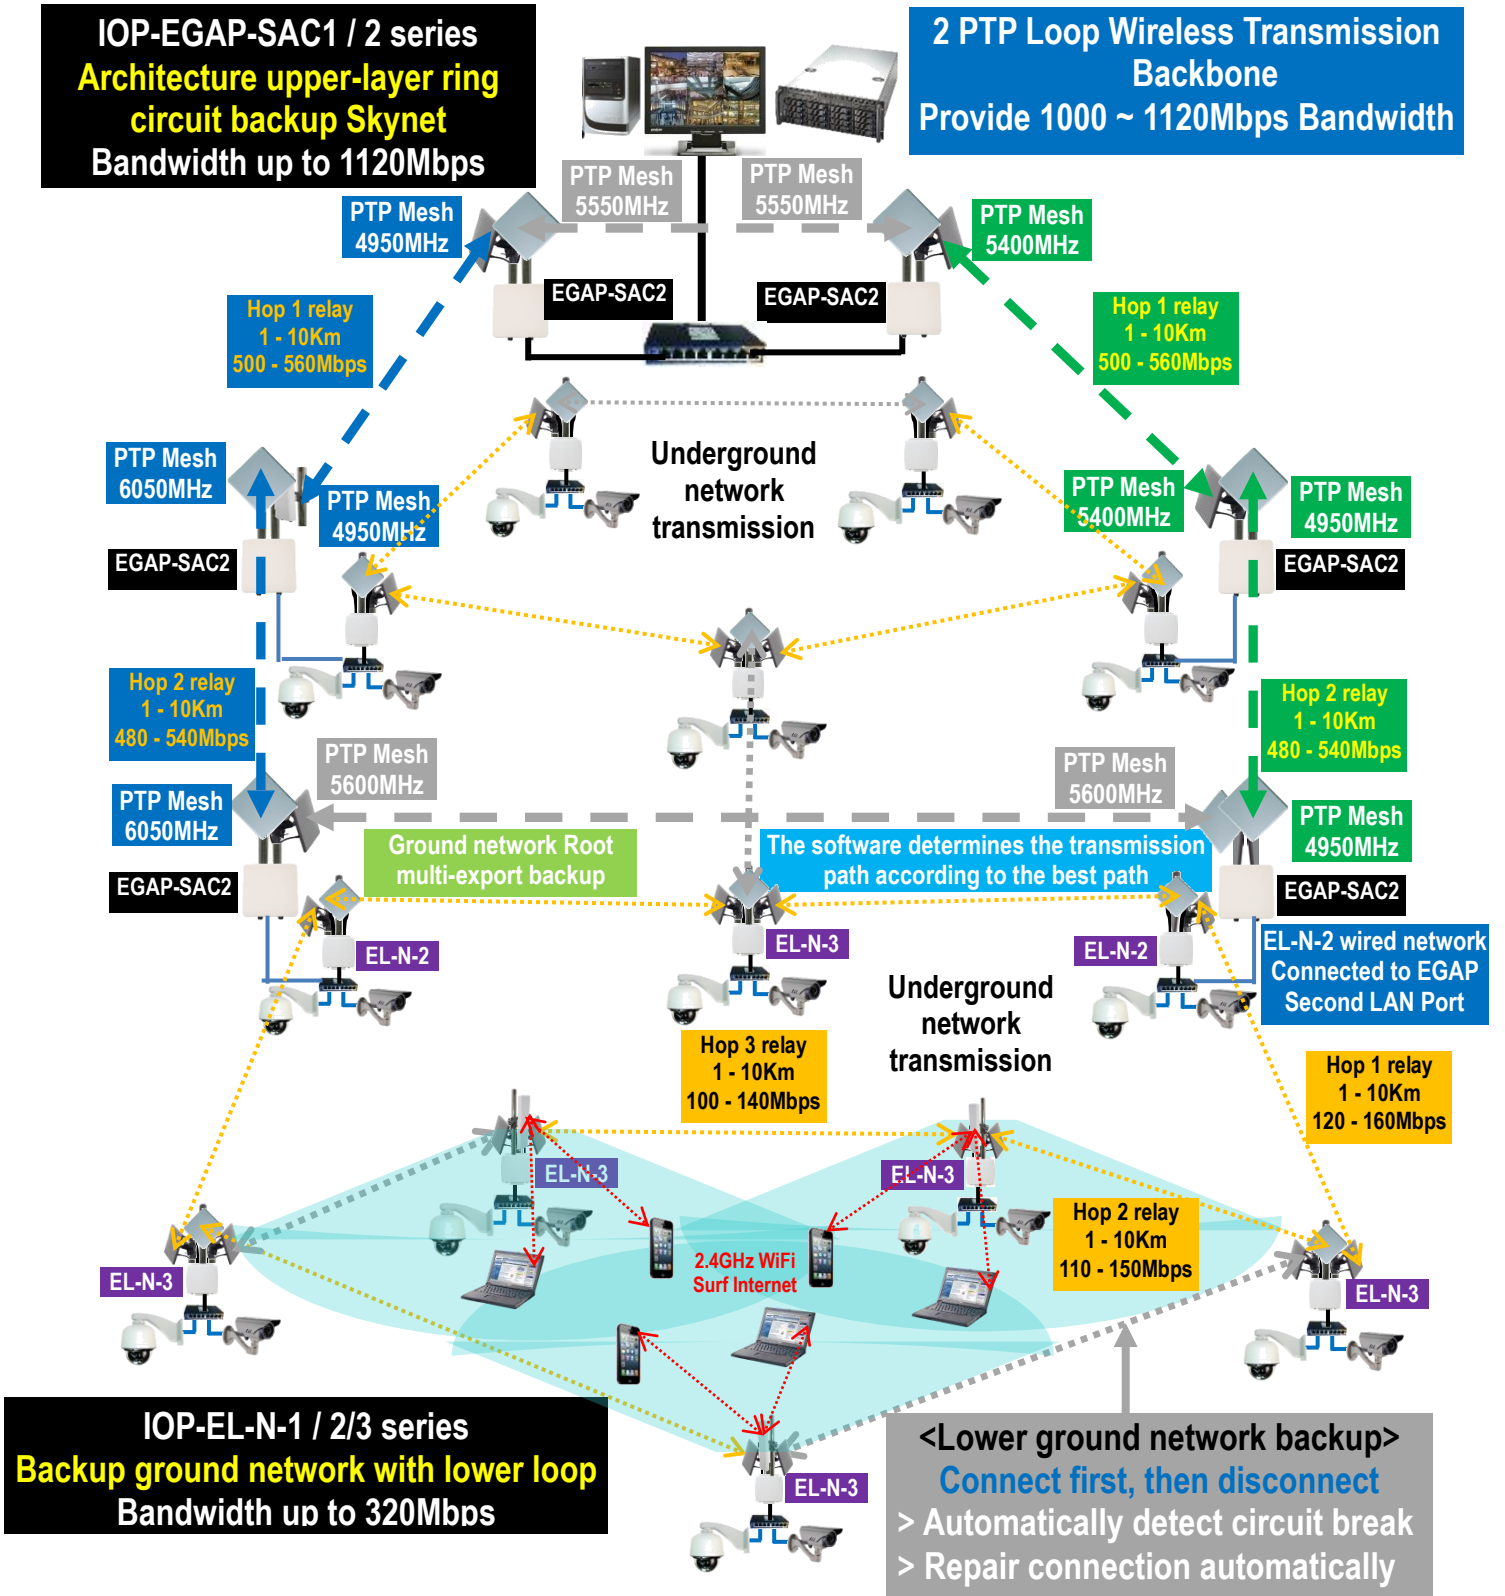 IOP-EGAP-SAC1 / 2 series
Architecture upper-layer ring
circuit backup Skynet
Bandwidth up to 1120Mbps
2 PTP Loop Wireless Transmission
Backbone
Provide 1000 ~ 1120Mbps Bandwidth
PTP Mesh
5550MHz
PTP Mesh
5550MHz
PTP Mesh
4950MHz
PTP Mesh
5400MHz
EGAP-SAC2
EGAP-SAC2
Hop 1 relay
1 - 10Km
500 - 560Mbps
Hop 1 relay
1 - 10Km
500 - 560Mbps
Underground
network
transmission
PTP Mesh
6050MHz
PTP Mesh
4950MHz
PTP Mesh
5400MHz
PTP Mesh
4950MHz
EGAP-SAC2
EGAP-SAC2
Hop 2 relay
1 - 10Km
480 - 540Mbps
Hop 2 relay
1 - 10Km
480 - 540Mbps
PTP Mesh
5600MHz
PTP Mesh
5600MHz
PTP Mesh
6050MHz
PTP Mesh
4950MHz
Ground network Root
multi-export backup
The software determines the transmission
path according to the best path
EGAP-SAC2
EGAP-SAC2
EL-N-2
EL-N-3
EL-N-2
EL-N-2 wired network
Connected to EGAP
Second LAN Port
Underground
network
transmission
Hop 3 relay
1 - 10Km
100 - 140Mbps
Hop 1 relay
1 - 10Km
120 - 160Mbps
EL-N-3
EL-N-3
Hop 2 relay
1 - 10Km
110 - 150Mbps
2.4GHz WiFi
Surf Internet
EL-N-3
EL-N-3
IOP-EL-N-1 / 2/3 series
Backup ground network with lower loop
Bandwidth up to 320Mbps
EL-N-3
<Lower ground network backup>
Connect first, then disconnect
> Automatically detect circuit break
> Repair connection automatically